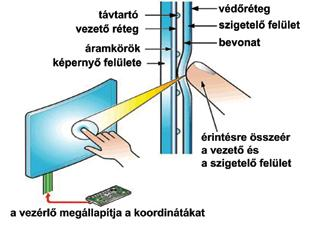 távtartó
vezető réteg
áramkörök
képernyő felülete
védőréteg
szigetelő felület
bevonat
érintésre összeér
a vezető és
a szigetelő felület
a vezérlő megállapítja a koordinátákat